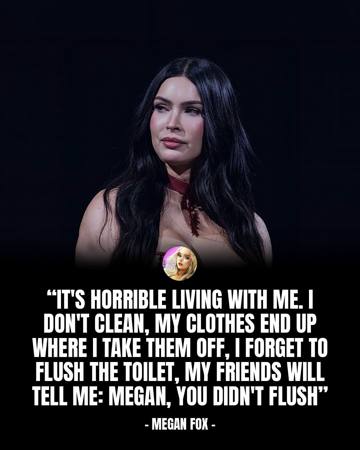 “IT'S HORRIBLE LIVING WITH ME. I
DON'T CLEAN, MY CLOTHES END UP
WHERE I TAKE THEM OFF, I FORGET TO
FLUSH THE TOILET, MY FRIENDS WILL
TELL ME: MEGAN, YOU DIDN'T FLUSH”
- MEGAN FOX -